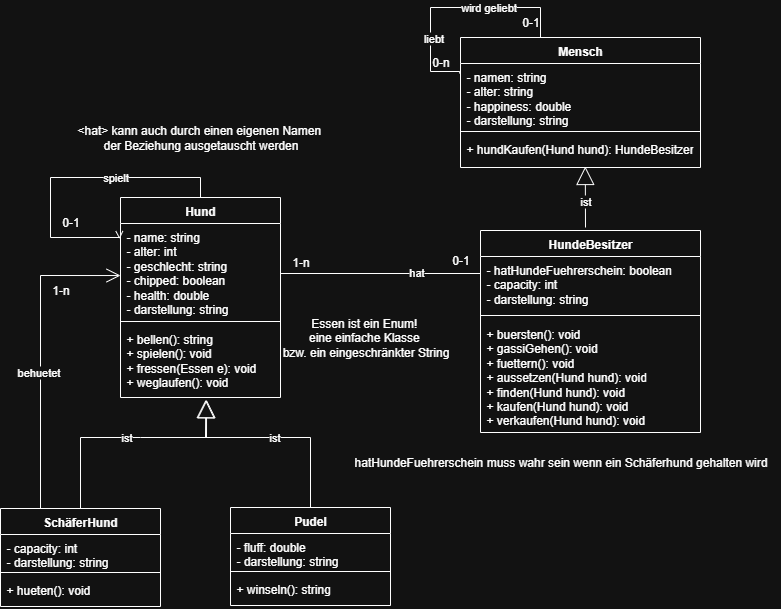 wird geliebt
0-1
liebt
0-n
Mensch
- namen: string
- alter: string
- happiness: double
- darstellung: string
+ hundKaufen(Hund hund): HundeBesitzer
<hat> kann auch durch einen eigenen Namen
der Beziehung ausgetauscht werden
spielt
0-1
Hund
- name: string
- alter: int
- geschlecht: string
- chipped: boolean
- health: double
- darstellung: string
+ bellen(): string
+ spielen(): void
+ fressen(Essen e): void
+ weglaufen(): void
ist
HundeBesitzer
- hatHundeFuehrerschein: boolean
- capacity: int
- darstellung: string
+ buersten(): void
+ gassiGehen(): void
+ fuettern(): void
+ aussetzen(Hund hund): void
+ finden(Hund hund): void
+ kaufen(Hund hund): void
+ verkaufen(Hund hund): void
1-n
hat
0-1
1-n
behuetet
Essen ist ein Enum!
eine einfache Klasse
bzw. ein eingeschränkter String
ist
ist
hatHundeFuehrerschein muss wahr sein wenn ein Schäferhund gehalten wird
SchäferHund
- capacity: int
- darstellung: string
+ hueten(): void
Pudel
- fluff: double
- darstellung: string
+ winseln(): string